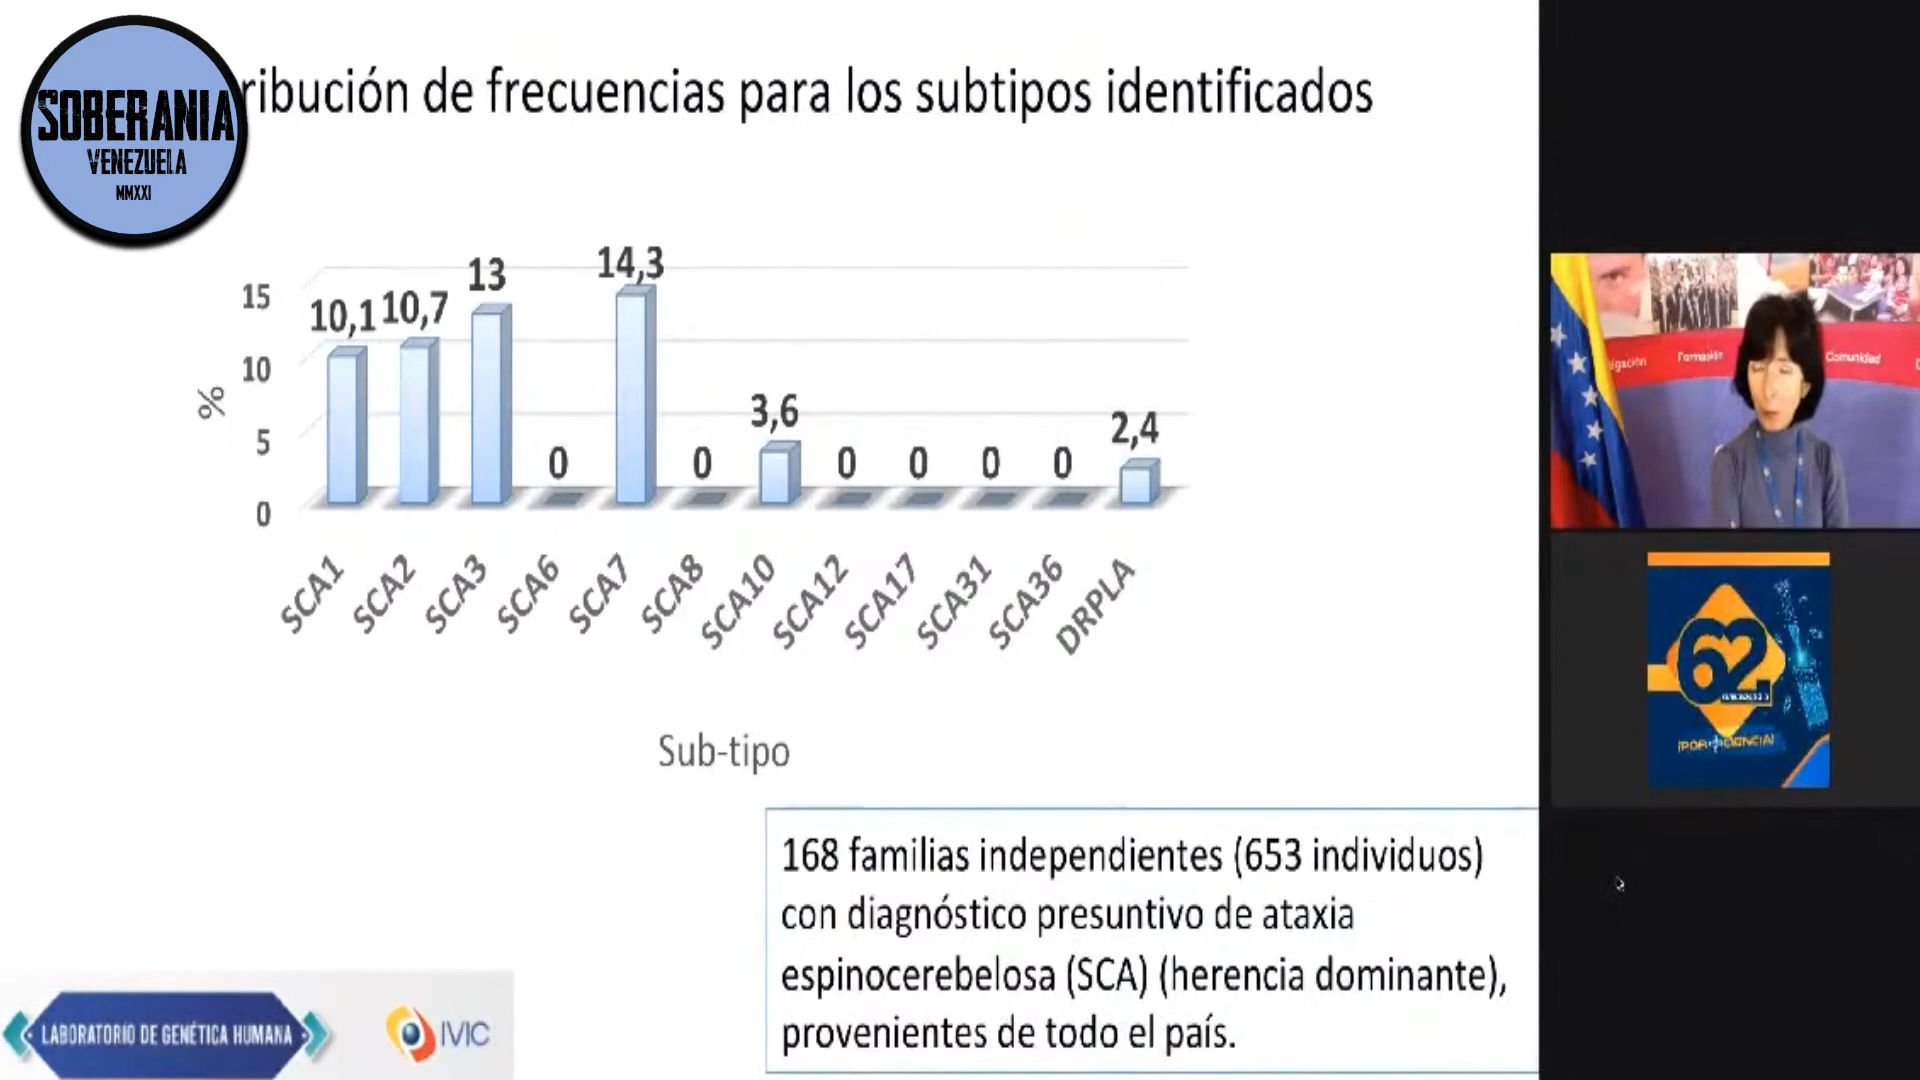 SOBERANIA
VENEZUELA
MMXXI
ribución de frecuencias para los subtipos identificados
%
15
10
5
0
10,1
10,7
13
0
14,3
0
3,6
0
0
0
0
2,4
SCA1
SCA2
SCA3
SCA6
SCA7
SCA8
SCA10
SCA12
SCA17
SCA31
SCA36
DRPLA
Sub-tipo
168 familias independientes (653 individuos)
con diagnóstico presuntivo de ataxia
espinocerebelosa (SCA) (herencia dominante),
provenientes de todo el país.
LABORATORIO DE GENÉTICA HUMANA
IVIC
igación
Formación
Comunidad
62